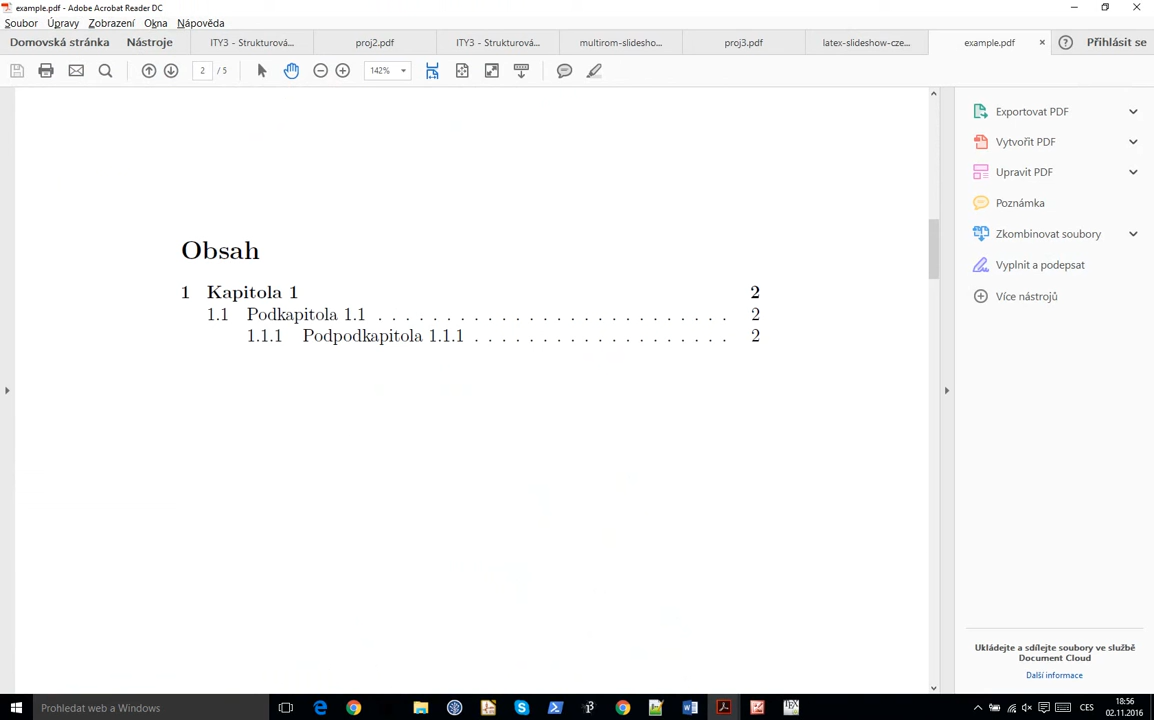 example.pdf - Adobe Acrobat Reader DC
Soubor Úpravy Zobrazení Okna Nápověda
Domovská stránka Nástroje ITY3 - Strukturová... proj2.pdf ITY3 - Strukturová... multirom-slidesho... proj3.pdf latex-slideshow-cze... example.pdf × ? Přihlásit se
2 / 5 142%
Exportovat PDF
Vytvořit PDF
Upravit PDF
Poznámka
Zkombinovat soubory
Vyplnit a podepsat
Více nástrojů
Obsah
1 Kapitola 1 2
1.1 Podkapitola 1.1 . . . . . . . . . . . . . . . . . . . . . . . . . . 2
1.1.1 Podpodkapitola 1.1.1 . . . . . . . . . . . . . . . . . . . 2
Ukládejte a sdílejte soubory ve službě
Document Cloud
Další informace
Prohledat web a Windows
CES
18:56
02.11.2016